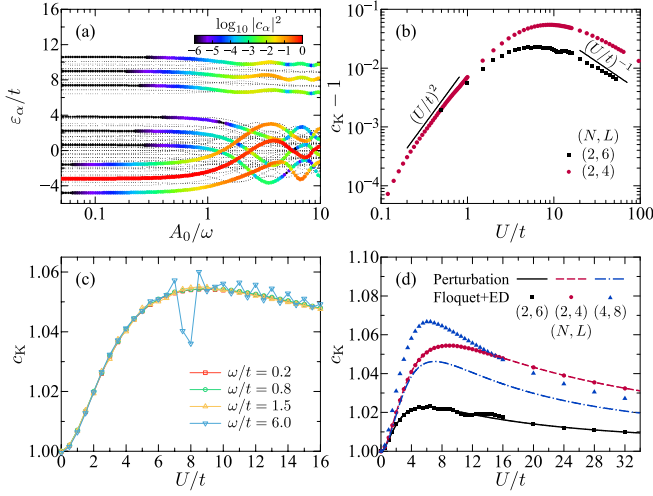 (a)
log₁₀ |cα|²
-6 -5 -4 -3 -2 -1 0
εα/t
12
8
4
0
-4
0.1 1 10
A₀/ω
(b)
cK − 1
10⁻¹
10⁻²
10⁻³
10⁻⁴
(U/t)²
(U/t)⁻¹
(N, L)
(2, 6)
(2, 4)
0.1 1 10 100
U/t
(c)
cK
1.06
1.04
1.02
1.00
ω/t = 0.2
ω/t = 0.8
ω/t = 1.5
ω/t = 6.0
0 2 4 6 8 10 12 14 16
U/t
(d)
cK
1.10
1.08
1.06
1.04
1.02
1.00
Perturbation
Floquet+ED
(2, 6) (2, 4) (4, 8)
(N, L)
0 4 8 12 16 20 24 28 32
U/t